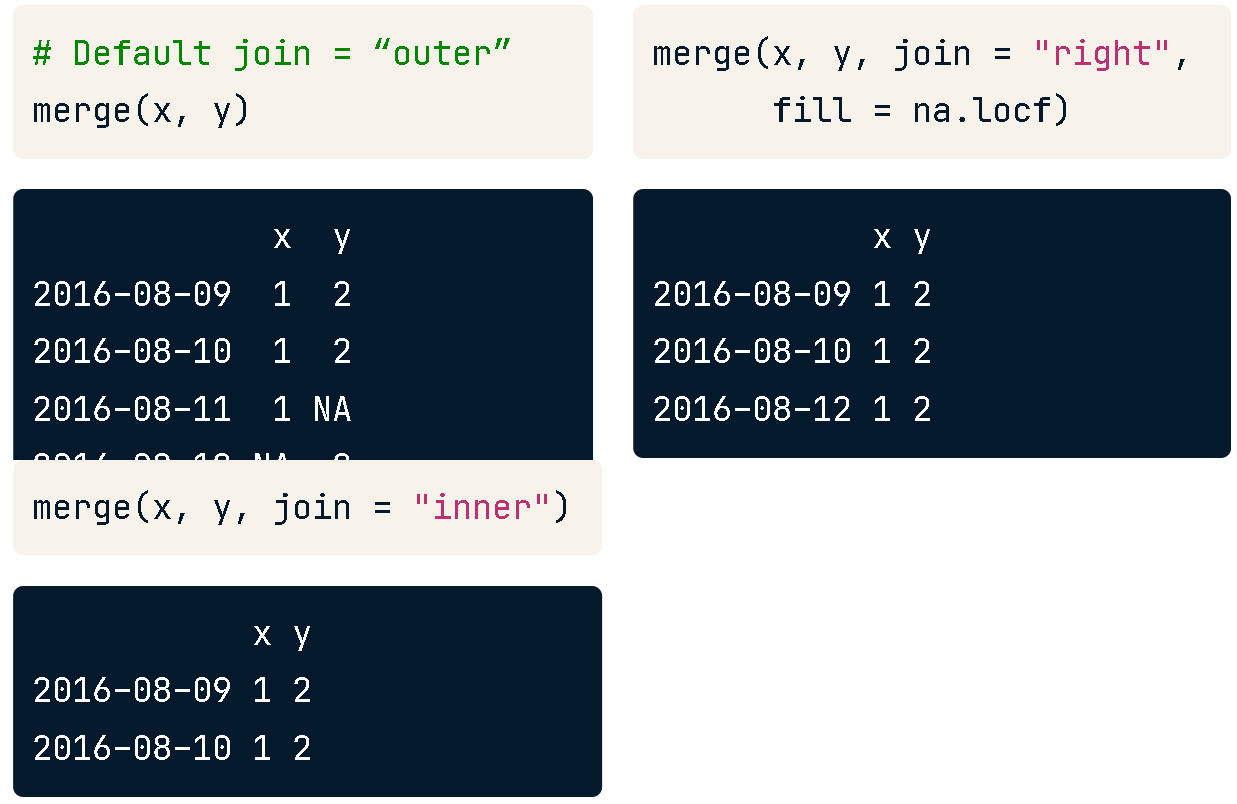 # Default join = “outer”
merge(x, y)
x y
2016-08-09 1 2
2016-08-10 1 2
2016-08-11 1 NA
merge(x, y, join = "inner")
x y
2016-08-09 1 2
2016-08-10 1 2
merge(x, y, join = "right",
fill = na.locf)
x y
2016-08-09 1 2
2016-08-10 1 2
2016-08-12 1 2